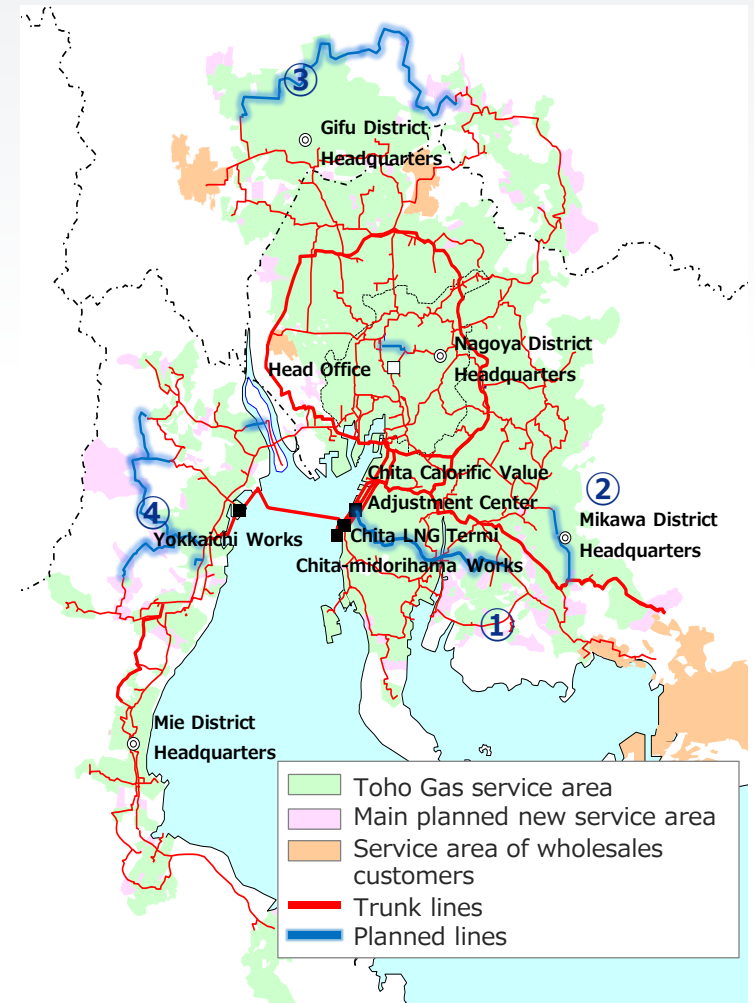 ③
Gifu District
Headquarters
Nagoya District
Headquarters
Head Office
Chita Calorific Value
Adjustment Center
②
Mikawa District
Headquarters
④
Yokkaichi Works
Chita LNG Termi
Chita-midorihama Works
①
Mie District
Headquarters
Toho Gas service area
Main planned new service area
Service area of wholesales
customers
Trunk lines
Planned lines